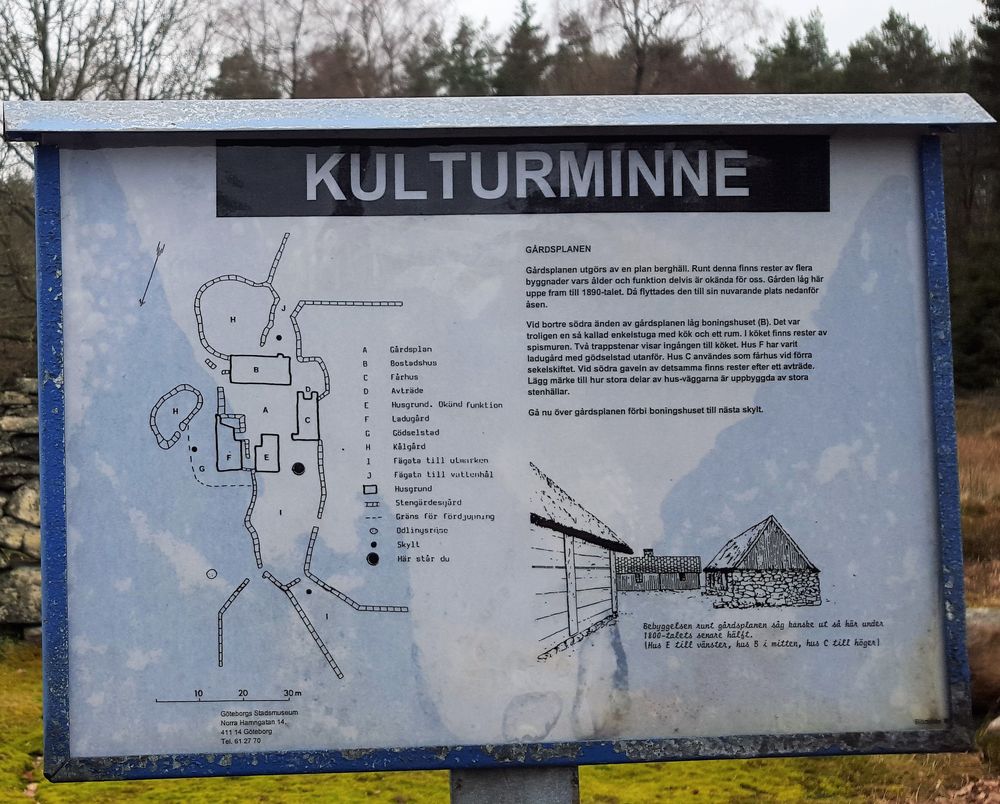 KULTURMINNE
GÅRDSPLANEN
Gårdsplanen utgörs av en plan berghäll. Runt denna finns rester av flera
byggnader vars ålder och funktion delvis är okända för oss. Gården låg här
uppe fram till 1890-talet. Då flyttades den till sin nuvarande plats nedanför
åsen.
Vid bortre södra änden av gårdsplanen låg boningshuset (B). Det var
troligen en så kallad enkelstuga med kök och ett rum. I köket finns rester av
spismuren. Två trappstenar visar ingången till köket. Hus F har varit
ladugård med gödselstad utanför. Hus C användes som fårhus vid förra
sekelskiftet. Vid södra gaveln av detsamma finns rester efter ett avträde.
Lägg märke till hur stora delar av hus-väggarna är uppbyggda av stora
stenhällar.
Gå nu över gårdsplanen förbi boningshuset till nästa skylt.
H
J
B
D
H
A
C
F
E
G
I
I
A Gårdsplan
B Bostadshus
C Fårhus
D Avträde
E Husgrund. Okänd funktion
F Ladugård
G Gödselstad
H Kålgård
I Fägata till utmarken
J Fägata till vattenhål
Husgrund
Stengärdesgård
Gräns för fördjupning
Odlingsröse
Skylt
Här står du
Bebyggelsen runt gårdsplanen såg kanske ut så här under
1800-talets senare hälft.
(Hus E till vänster, hus B i mitten, hus C till höger)
10 20 30 m
Göteborgs Stadsmuseum
Norra Hamngatan 14,
411 14 Göteborg
Tel. 61 27 70